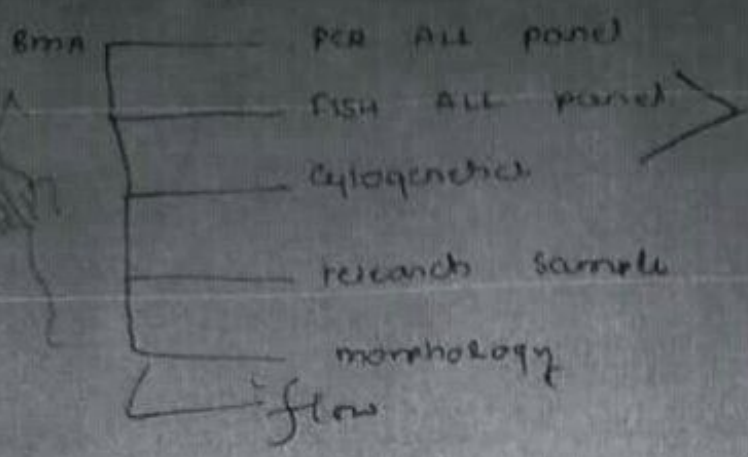 BMA PCR ALL panel
FISH ALL panel
Cytogenetics
research sample
morphology
flow